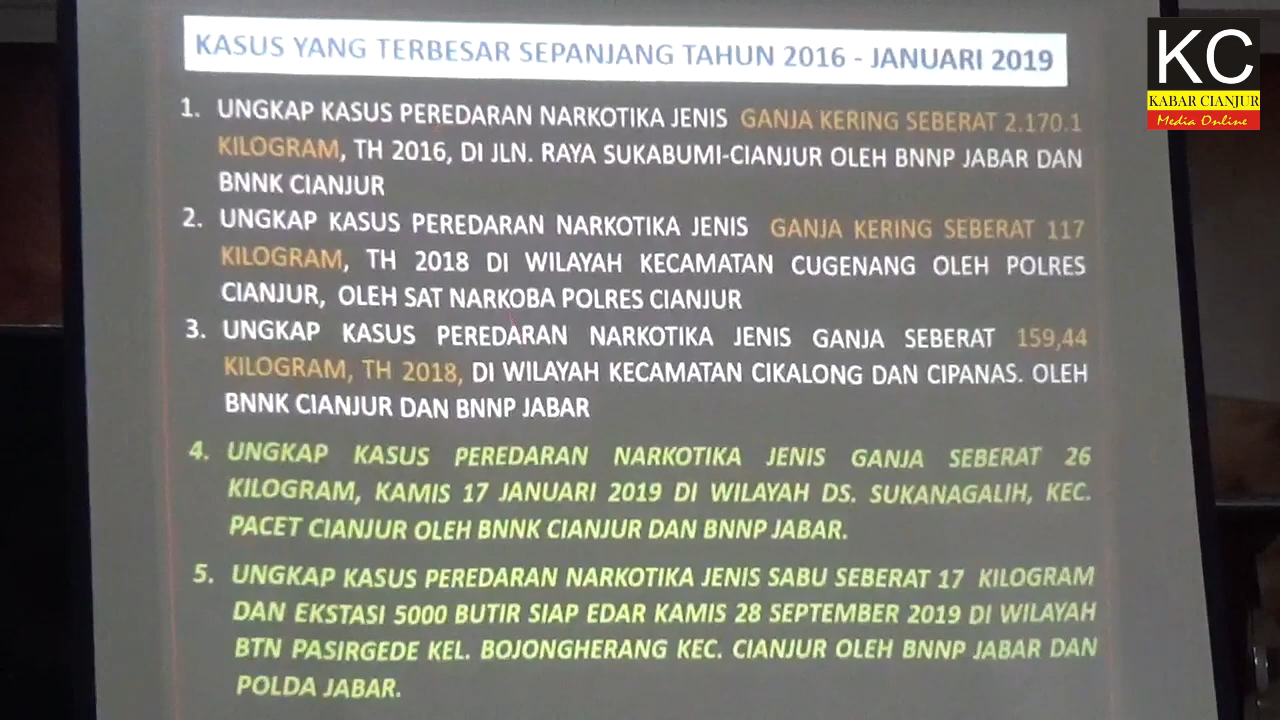 KASUS YANG TERBESAR SEPANJANG TAHUN 2016 - JANUARI 2019
1. UNGKAP KASUS PEREDARAN NARKOTIKA JENIS GANJA KERING SEBERAT 2.170.1
KILOGRAM, TH 2016, DI JLN. RAYA SUKABUMI-CIANJUR OLEH BNNP JABAR DAN
BNNK CIANJUR
2. UNGKAP KASUS PEREDARAN NARKOTIKA JENIS GANJA KERING SEBERAT 117
KILOGRAM, TH 2018 DI WILAYAH KECAMATAN CUGENANG OLEH POLRES
CIANJUR, OLEH SAT NARKOBA POLRES CIANJUR
3. UNGKAP KASUS PEREDARAN NARKOTIKA JENIS GANJA SEBERAT 159,44
KILOGRAM, TH 2018, DI WILAYAH KECAMATAN CIKALONG DAN CIPANAS. OLEH
BNNK CIANJUR DAN BNNP JABAR
4. UNGKAP KASUS PEREDARAN NARKOTIKA JENIS GANJA SEBERAT 26
KILOGRAM, KAMIS 17 JANUARI 2019 DI WILAYAH DS. SUKANAGALIH, KEC.
PACET CIANJUR OLEH BNNK CIANJUR DAN BNNP JABAR.
5. UNGKAP KASUS PEREDARAN NARKOTIKA JENIS SABU SEBERAT 17 KILOGRAM
DAN EKSTASI 5000 BUTIR SIAP EDAR KAMIS 28 SEPTEMBER 2019 DI WILAYAH
BTN PASIRGEDE KEL. BOJONGHERANG KEC. CIANJUR OLEH BNNP JABAR DAN
POLDA JABAR.
KC
KABAR CIANJUR
Media Online